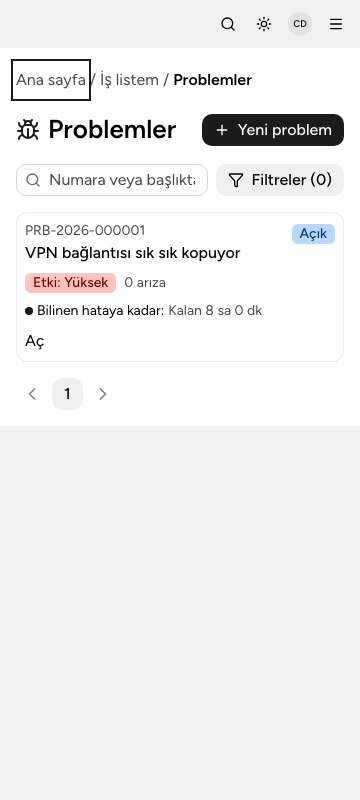 CD
Ana sayfa / İş listem / Problemler
Problemler
+ Yeni problem
Numara veya başlıkta
Filtreler (0)
PRB-2026-000001
Açık
VPN bağlantısı sık sık kopuyor
Etki: Yüksek
0 arıza
Bilinen hataya kadar: Kalan 8 sa 0 dk
Aç
1